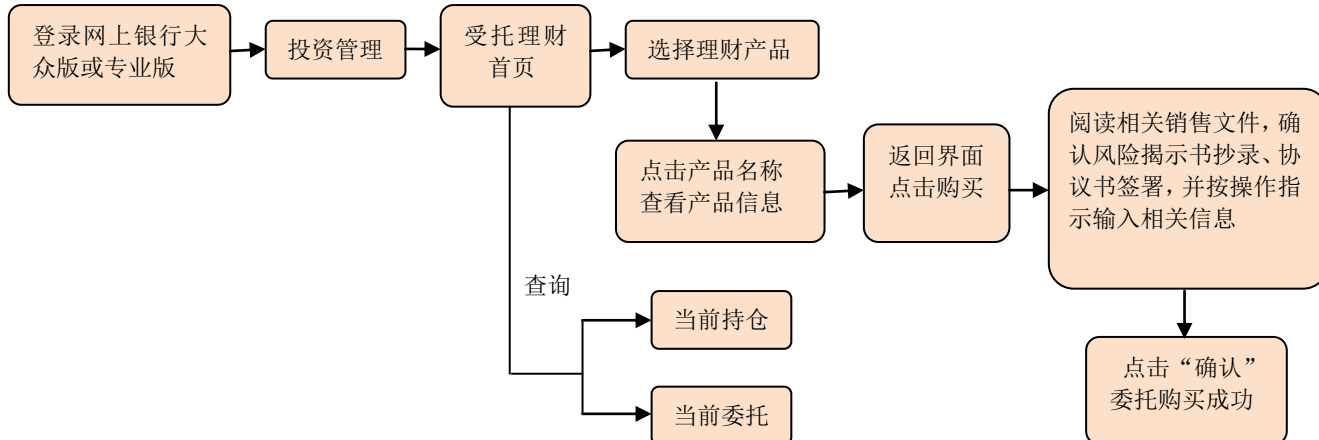 登录网上银行大
众版或专业版
投资管理
受托理财
首页
选择理财产品
点击产品名称
查看产品信息
返回界面
点击购买
阅读相关销售文件，确
认风险揭示书抄录、协
议书签署，并按操作指
示输入相关信息
点击“确认”
委托购买成功
查询
当前持仓
当前委托